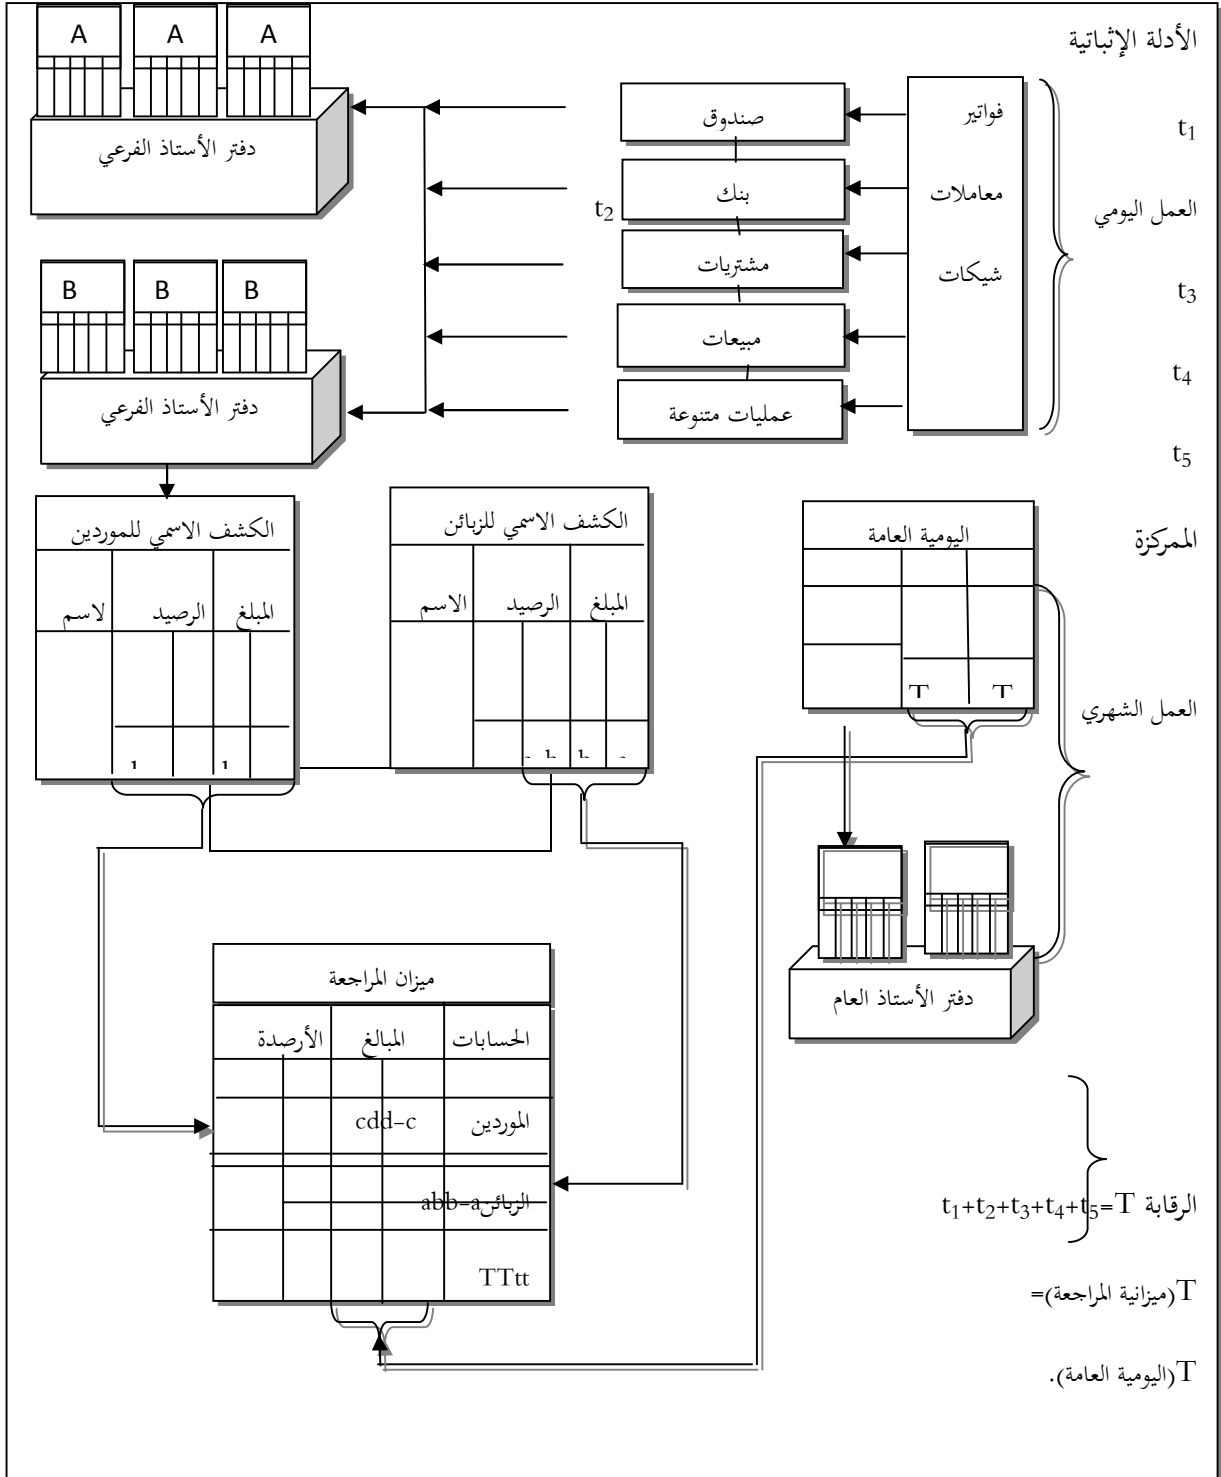 الأدلة الإثباتية
A A A
فواتير
صندوق
t1
دفتر الأستاذ الفرعي
معاملات
بنك
العمل اليومي
t2
مشتريات
شيكات
t3
B B B
مبيعات
t4
عمليات متنوعة
دفتر الأستاذ الفرعي
t5
الممركزة
اليومية العامة
الكشف الاسمي للزبائن
الكشف الاسمي للموردين
المبلغ الرصيد الاسم
المبلغ الرصيد لاسم
T T
العمل الشهري
دفتر الأستاذ العام
ميزان المراجعة
الحسابات المبالغ الأرصدة
الموردين cdd-c
الزبائن abb-a
TTtt
الرقابة t1+t2+t3+t4+t5=T
T(ميزانية المراجعة)=
T(اليومية العامة).